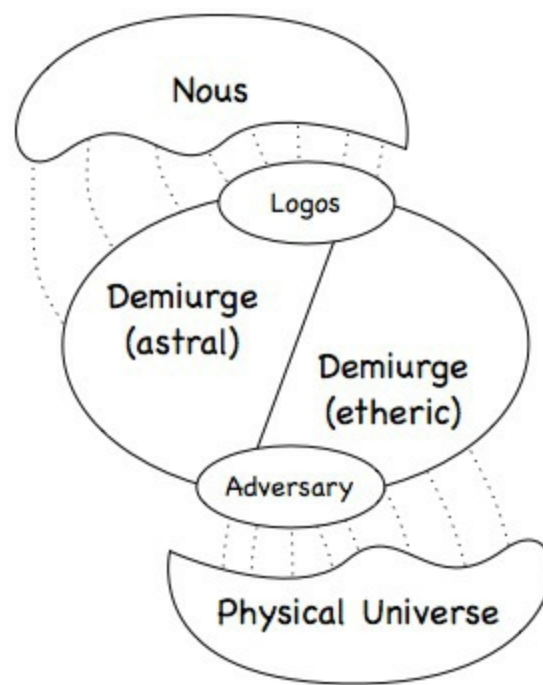 Nous
Logos
Demiurge
(astral)
Demiurge
(etheric)
Adversary
Physical Universe